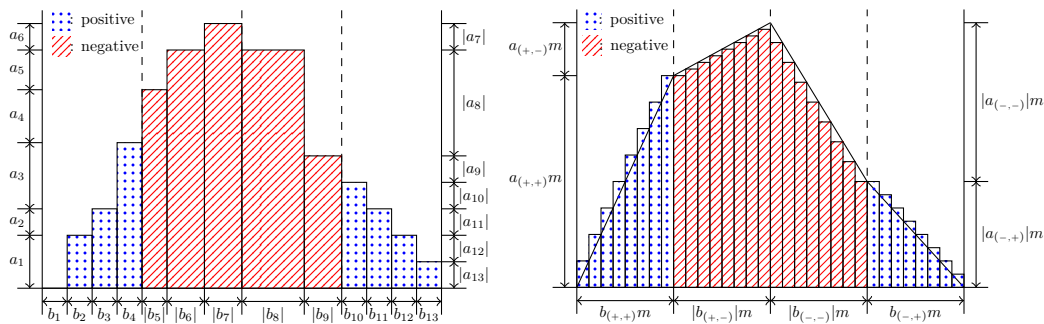 positive
negative
a₆
a₅
a₄
a₃
a₂
a₁
|a₇|
|a₈|
|a₉|
|a₁₀|
|a₁₁|
|a₁₂|
|a₁₃|
b₁ b₂ b₃ b₄ |b₅| |b₆| |b₇| |b₈| |b₉| b₁₀ b₁₁ b₁₂ b₁₃
positive
negative
a₍₊,₋₎m
a₍₊,₊₎m
|a₍₋,₋₎|m
|a₍₋,₊₎|m
b₍₊,₊₎m |b₍₊,₋₎|m |b₍₋,₋₎|m b₍₋,₊₎m